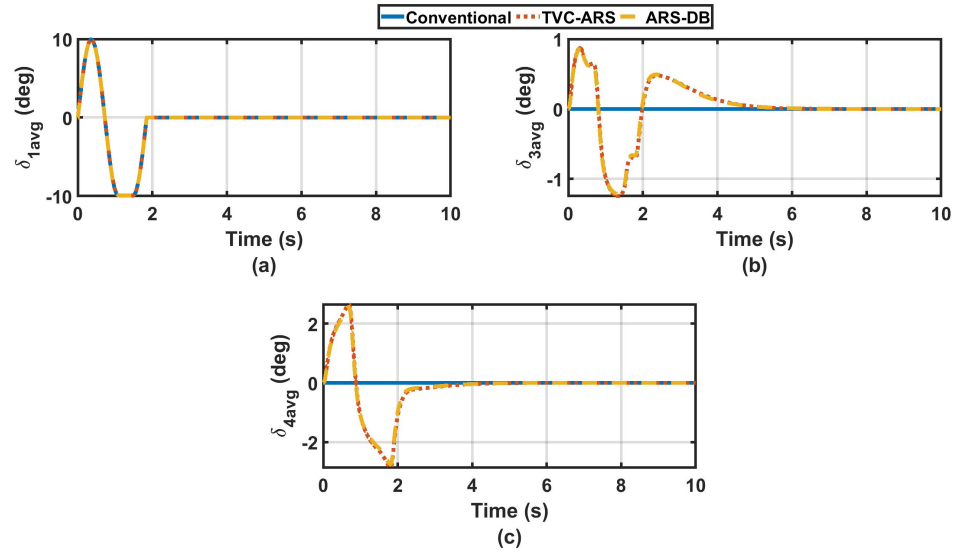 Conventional TVC-ARS ARS-DB
δ1avg (deg)
10
0
-10
0 2 4 6 8 10
Time (s)
(a)
δ3avg (deg)
1
0
-1
0 2 4 6 8 10
Time (s)
(b)
δ4avg (deg)
2
0
-2
0 2 4 6 8 10
Time (s)
(c)